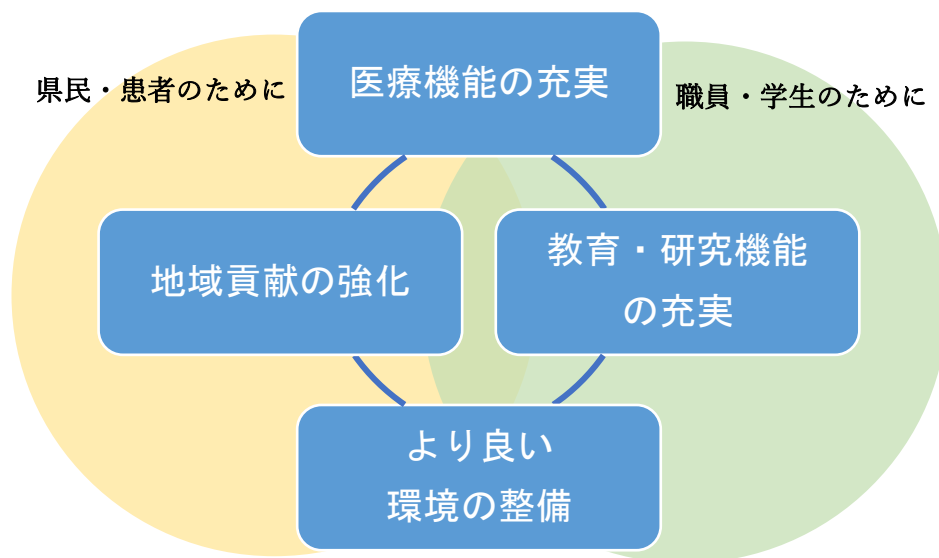 医療機能の充実
県民・患者のために
職員・学生のために
地域貢献の強化
教育・研究機能
の充実
より良い
環境の整備